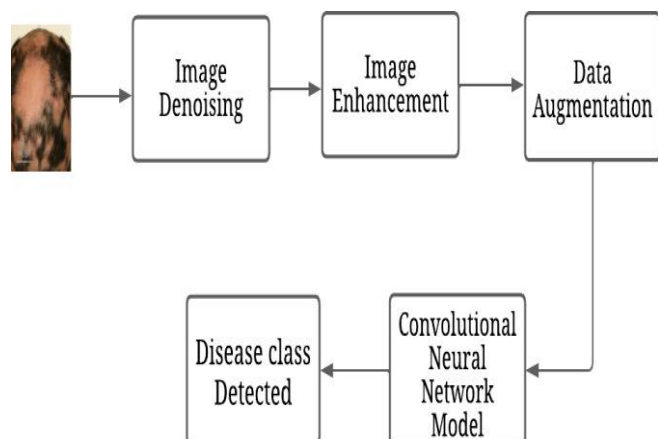 Image
Denoising
Image
Enhancement
Data
Augmentation
Convolutional
Neural
Network
Model
Disease class
Detected